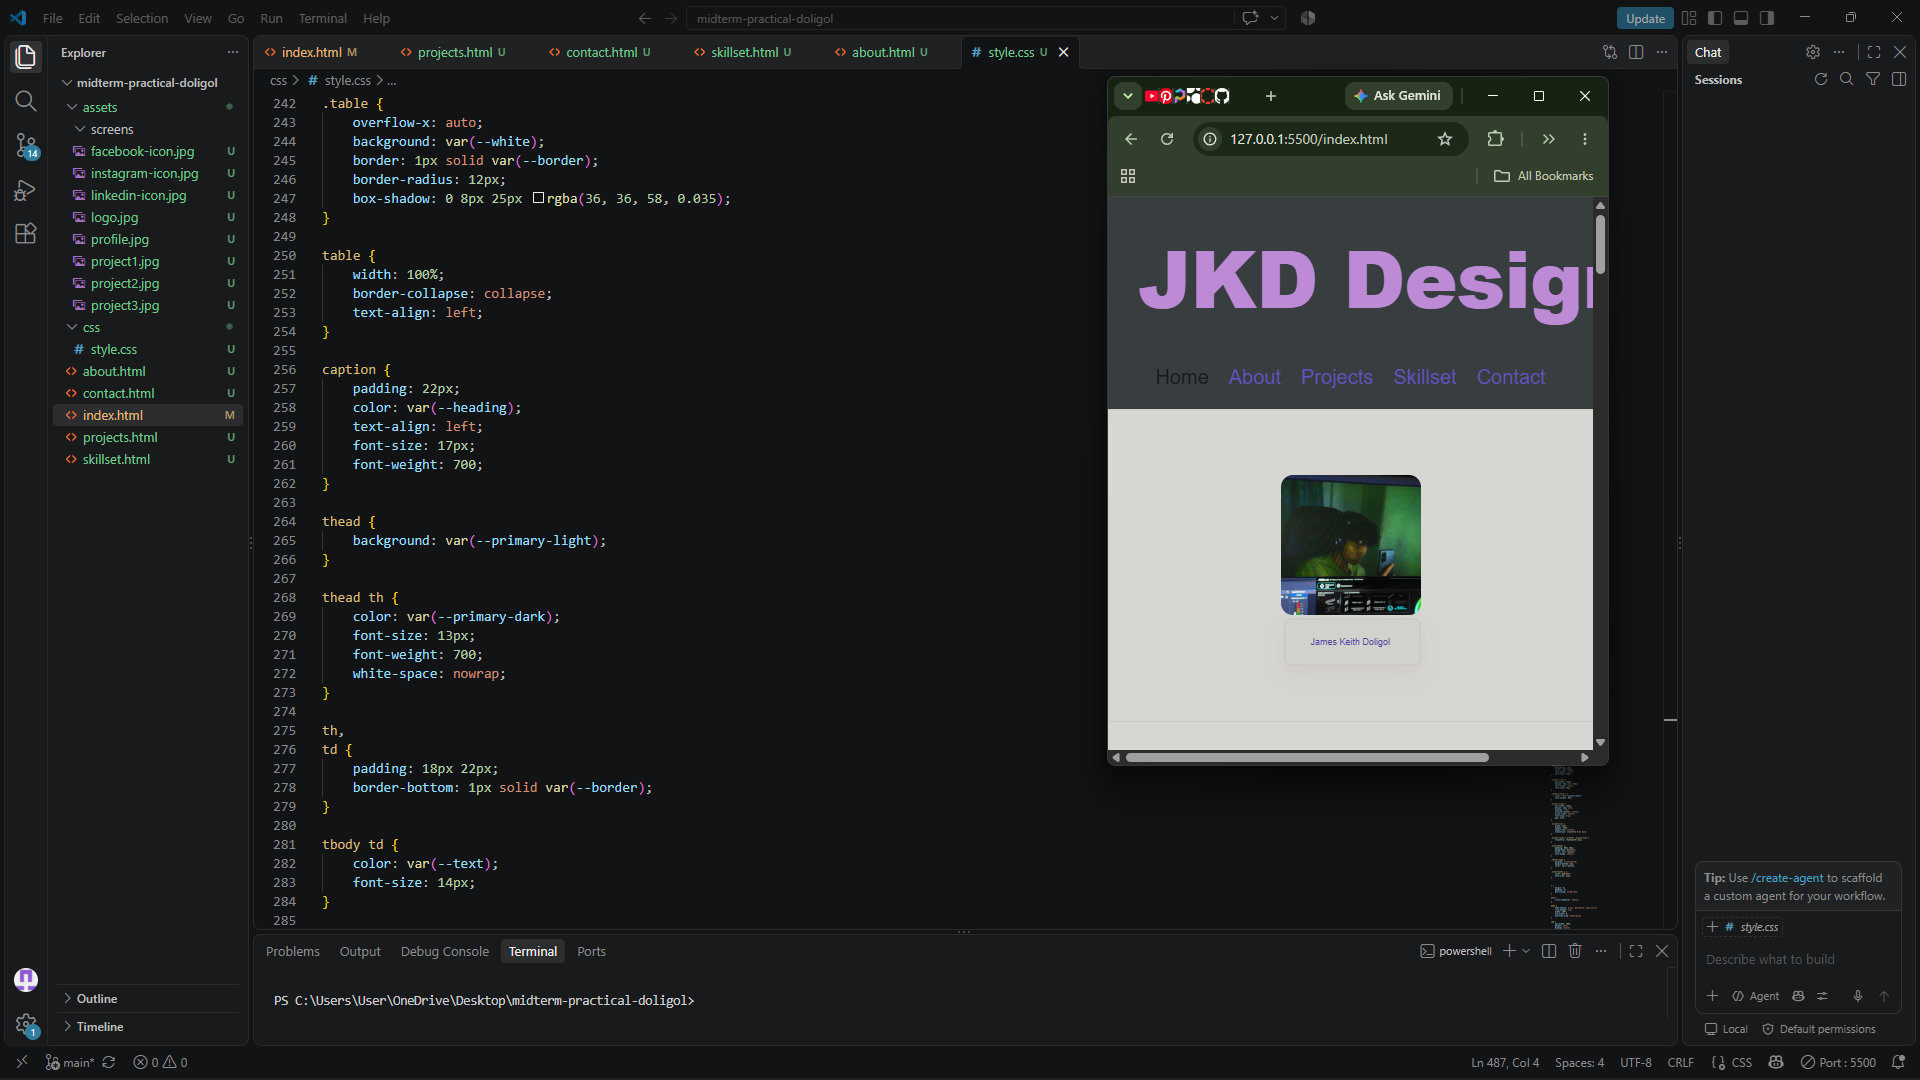 File Edit Selection View Go Run Terminal Help
midterm-practical-doligol
Update
Explorer
midterm-practical-doligol
assets
screens
facebook-icon.jpg U
instagram-icon.jpg U
linkedin-icon.jpg U
logo.jpg U
profile.jpg U
project1.jpg U
project2.jpg U
project3.jpg U
css
# style.css U
about.html U
contact.html U
index.html M
projects.html U
skillset.html U
Outline
Timeline
14
1
index.html M projects.html U contact.html U skillset.html U about.html U # style.css U
css > # style.css > ...
242 .table {
243 overflow-x: auto;
244 background: var(--white);
245 border: 1px solid var(--border);
246 border-radius: 12px;
247 box-shadow: 0 8px 25px rgba(36, 36, 58, 0.035);
248 }
249
250 table {
251 width: 100%;
252 border-collapse: collapse;
253 text-align: left;
254 }
255
256 caption {
257 padding: 22px;
258 color: var(--heading);
259 text-align: left;
260 font-size: 17px;
261 font-weight: 700;
262 }
263
264 thead {
265 background: var(--primary-light);
266 }
267
268 thead th {
269 color: var(--primary-dark);
270 font-size: 13px;
271 font-weight: 700;
272 white-space: nowrap;
273 }
274
275 th,
276 td {
277 padding: 18px 22px;
278 border-bottom: 1px solid var(--border);
279 }
280
281 tbody td {
282 color: var(--text);
283 font-size: 14px;
284 }
285
Ask Gemini
127.0.0.1:5500/index.html
All Bookmarks
JKD Design
Home About Projects Skillset Contact
James Keith Doligol
Problems Output Debug Console Terminal Ports
powershell
PS C:\Users\User\OneDrive\Desktop\midterm-practical-doligol>
Chat
Sessions
Tip: Use /create-agent to scaffold
a custom agent for your workflow.
# style.css
Describe what to build
Agent
Local Default permissions
main* 0 0
Ln 487, Col 4 Spaces: 4 UTF-8 CRLF CSS Port : 5500